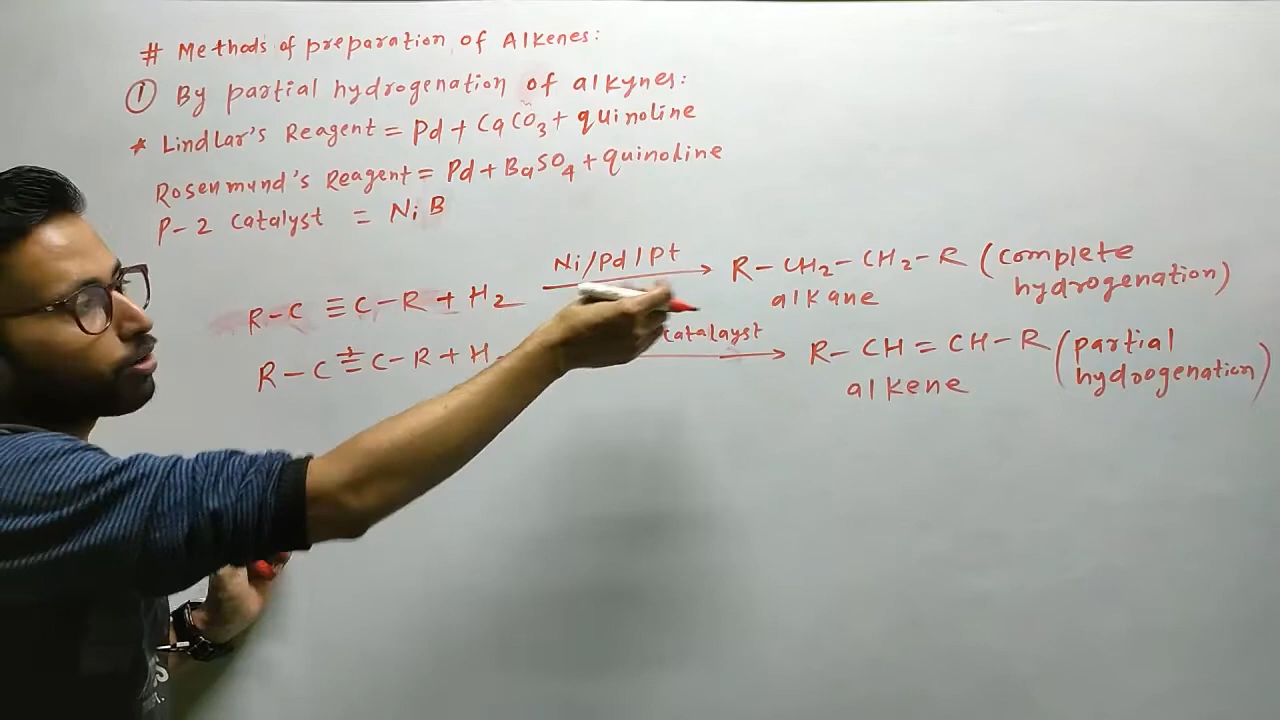 # Methods of preparation of Alkenes:
① By partial hydrogenation of alkynes:
* Lindlar's Reagent = Pd + CaCO₃ + quinoline
Rosenmund's Reagent = Pd + BaSO₄ + quinoline
P-2 catalyst = NiB
R-C≡C-R + H₂ Ni/Pd/Pt → R-CH₂-CH₂-R (complete hydrogenation)
alkane
R-C≡C-R + H catalayst → R-CH=CH-R (partial hydrogenation)
alkene